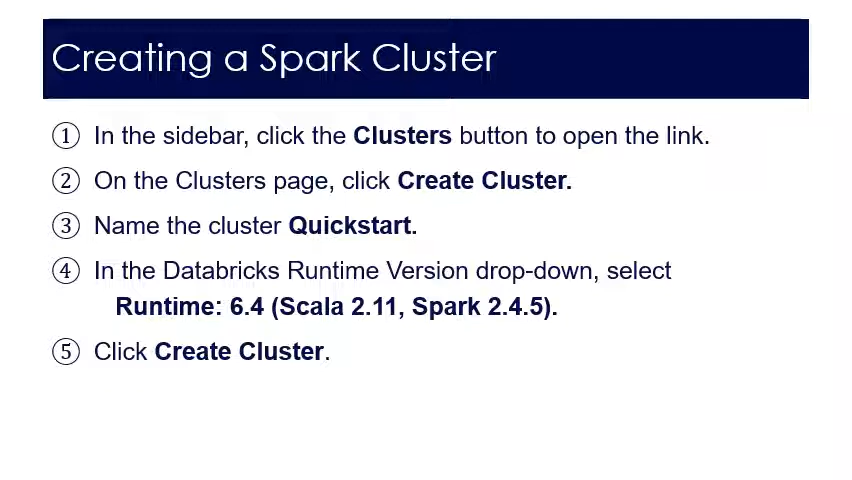 Creating a Spark Cluster
① In the sidebar, click the Clusters button to open the link.
② On the Clusters page, click Create Cluster.
③ Name the cluster Quickstart.
④ In the Databricks Runtime Version drop-down, select
Runtime: 6.4 (Scala 2.11, Spark 2.4.5).
⑤ Click Create Cluster.